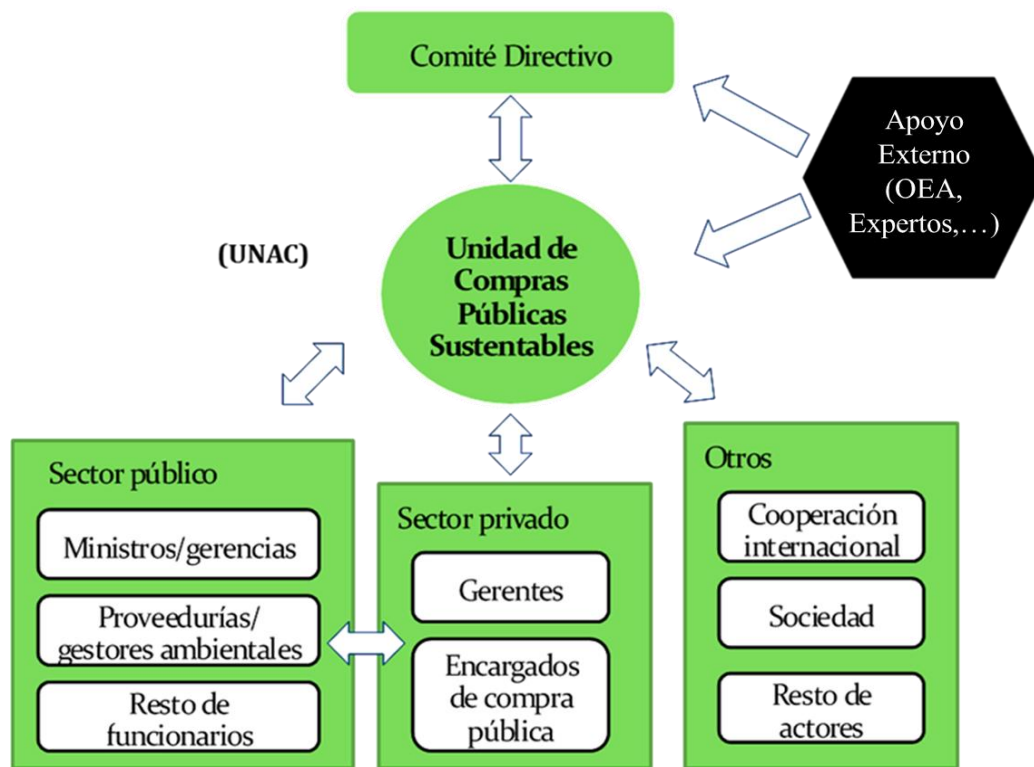 Comité Directivo
Apoyo
Externo
(OEA,
Expertos,…)
(UNAC)
Unidad de
Compras
Públicas
Sustentables
Sector público
Ministros/gerencias
Proveedurías/
gestores ambientales
Resto de
funcionarios
Sector privado
Gerentes
Encargados
de compra
pública
Otros
Cooperación
internacional
Sociedad
Resto de
actores